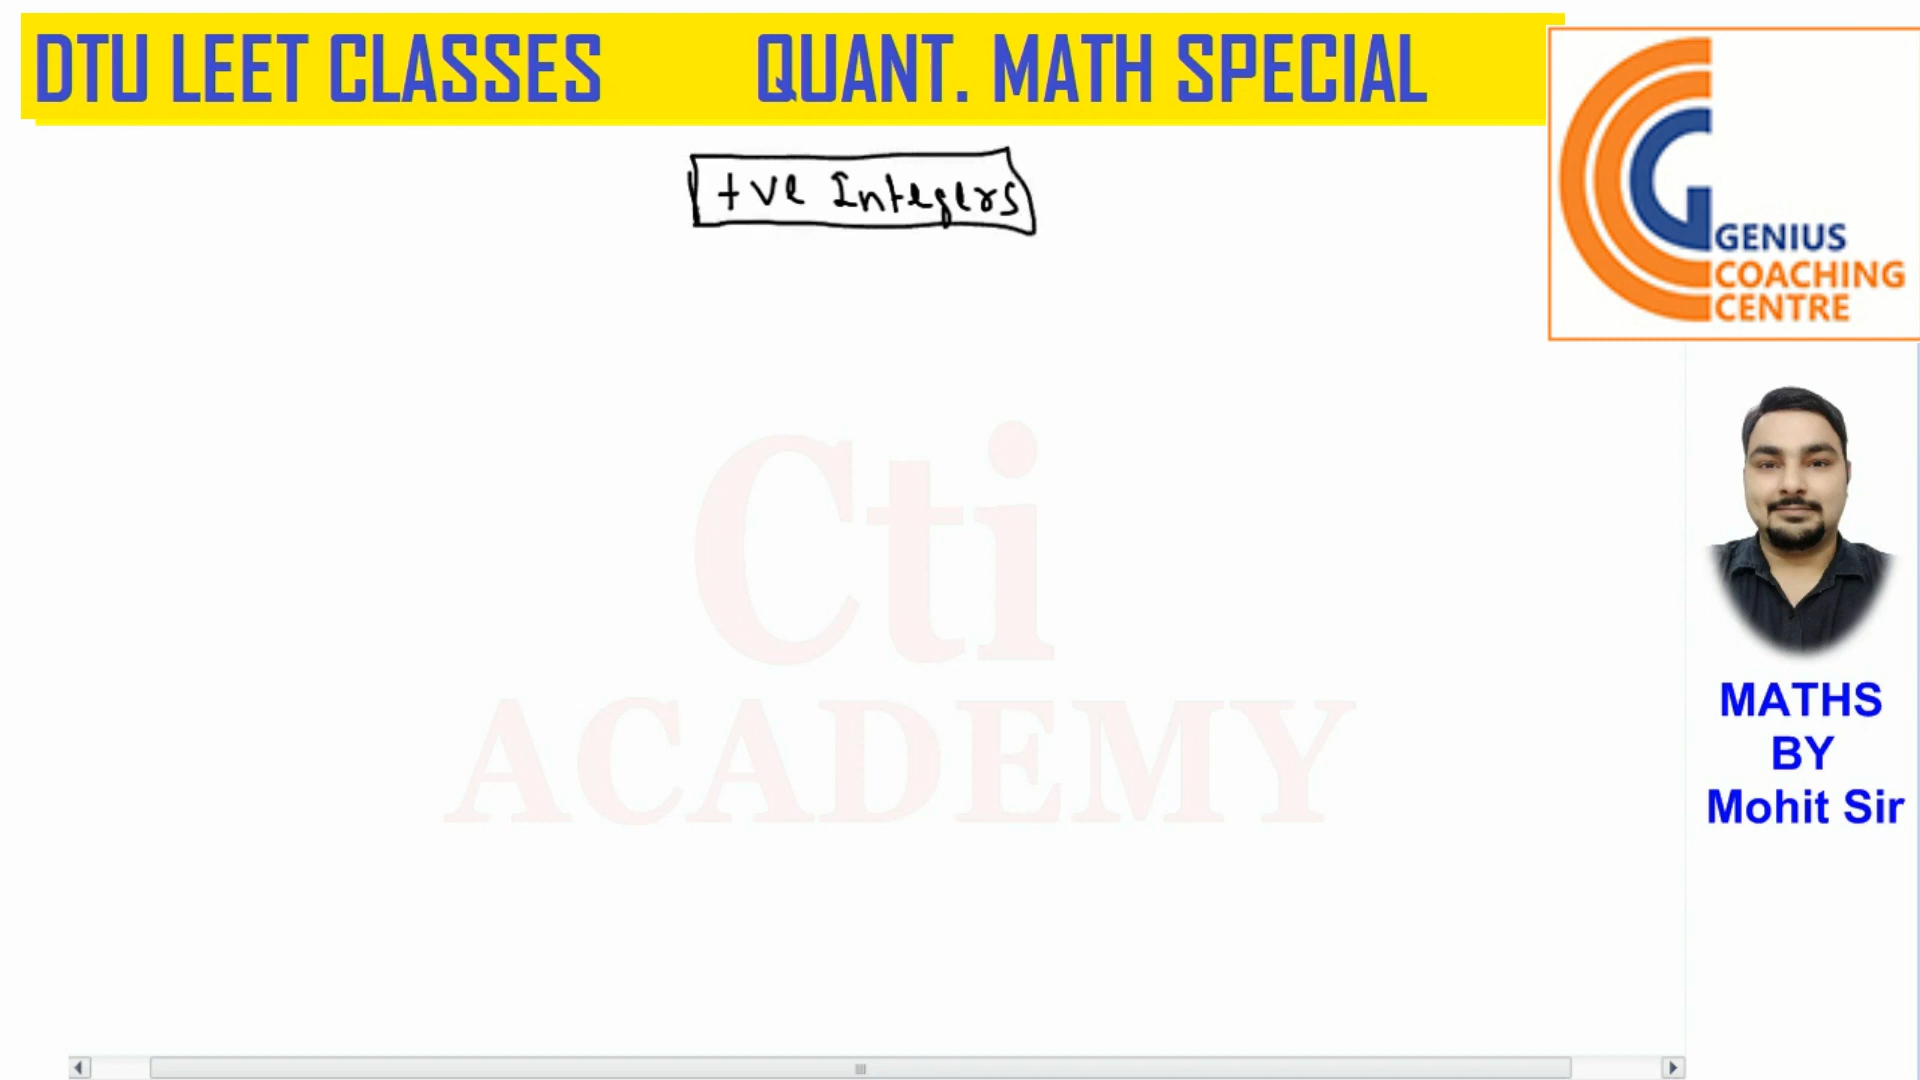 DTU LEET CLASSES QUANT. MATH SPECIAL
+ve Integers
GENIUS
COACHING
CENTRE
Cti
ACADEMY
MATHS
BY
Mohit Sir